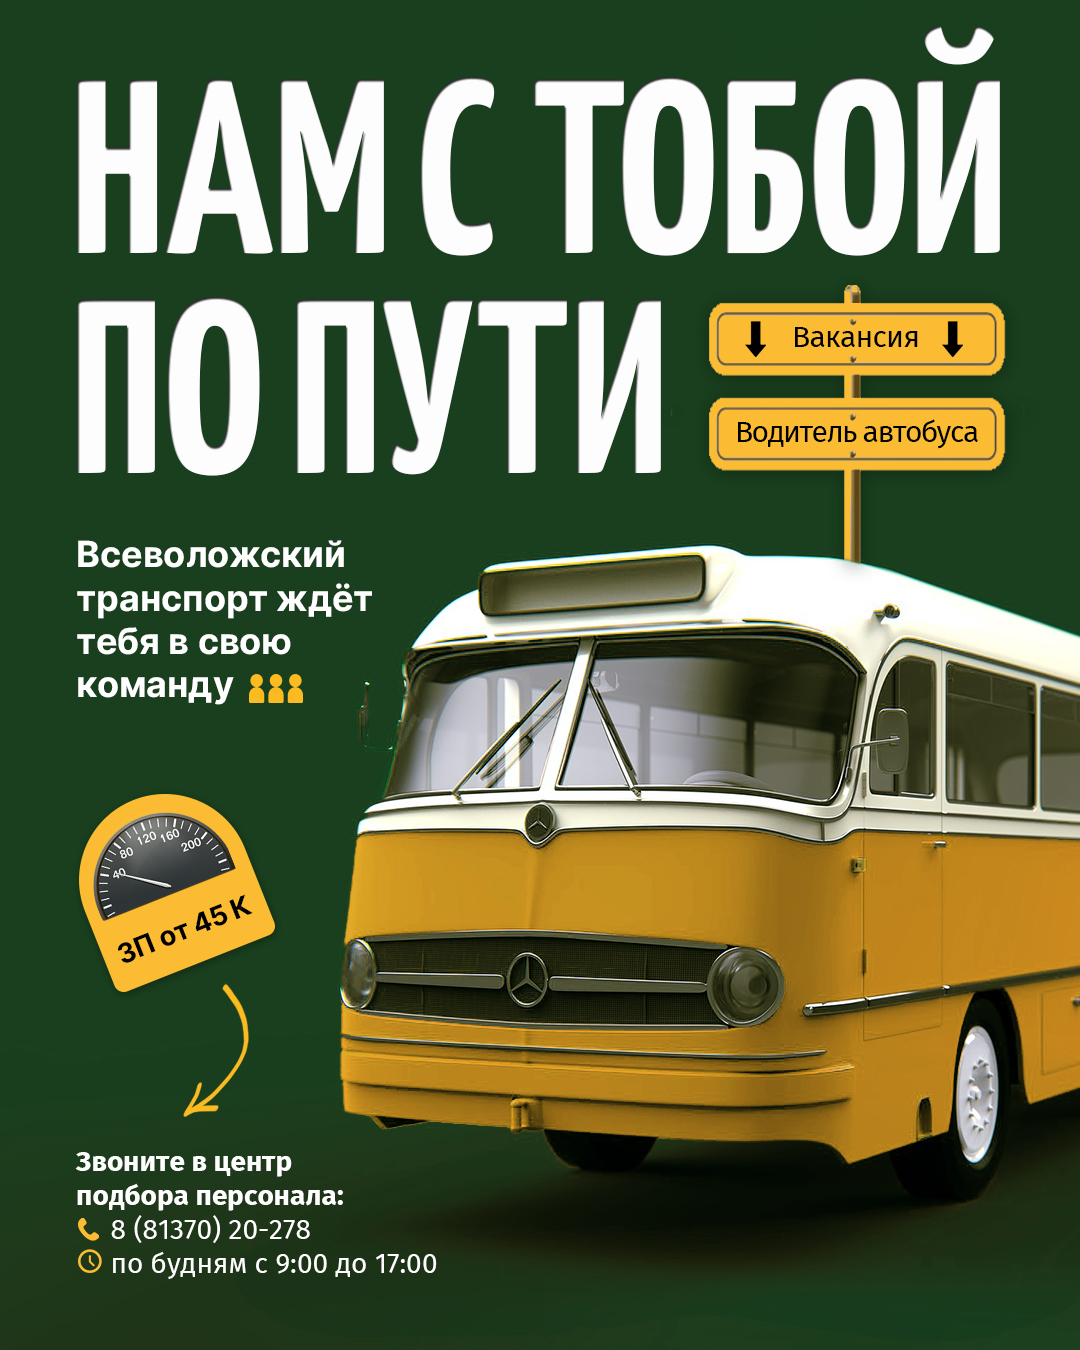 НАМ С ТОБОЙ
ПО ПУТИ
Вакансия
Водитель автобуса
Всеволожский
транспорт ждёт
тебя в свою
команду
40 80 120 160 200
ЗП от 45 К
Звоните в центр
подбора персонала:
8 (81370) 20-278
по будням с 9:00 до 17:00